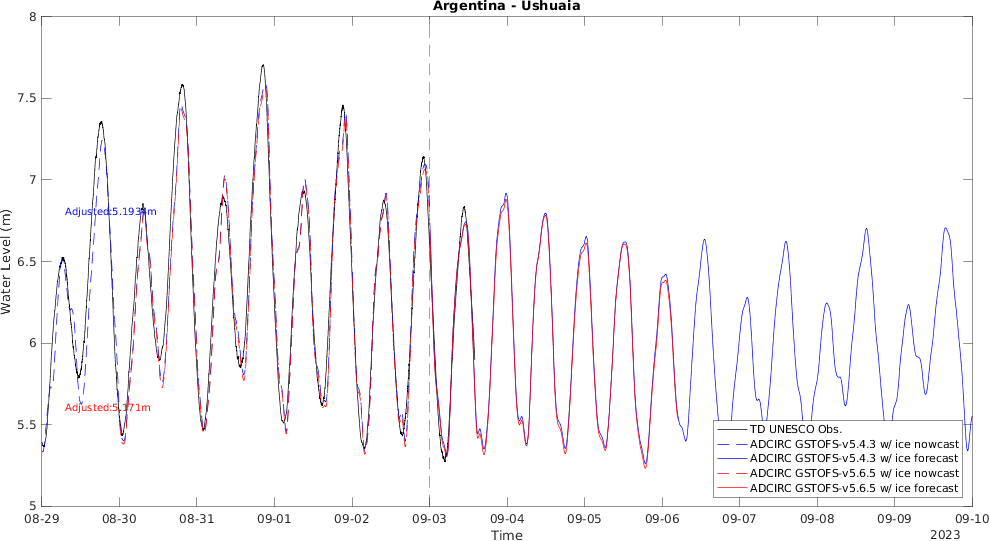 Argentina - Ushuaia
8
7.5
7
6.5
6
5.5
5
Water Level (m)
Adjusted:5.1934m
Adjusted:5.171m
TD UNESCO Obs.
ADCIRC GSTOFS-v5.4.3 w/ ice nowcast
ADCIRC GSTOFS-v5.4.3 w/ ice forecast
ADCIRC GSTOFS-v5.6.5 w/ ice nowcast
ADCIRC GSTOFS-v5.6.5 w/ ice forecast
08-29 08-30 08-31 09-01 09-02 09-03 09-04 09-05 09-06 09-07 09-08 09-09 09-10
Time
2023